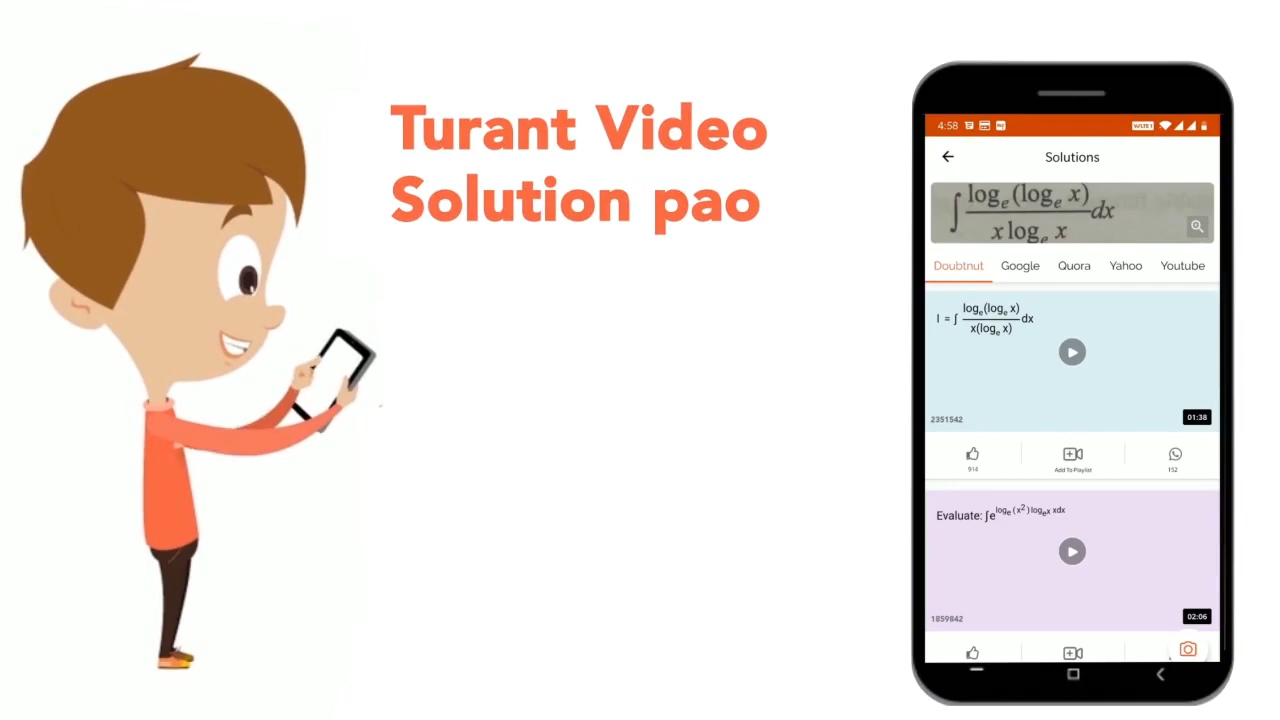 Turant Video
Solution pao
4:58
VoLTE1
Solutions
∫ logₑ(logₑ x) / x logₑ x dx
Doubtnut Google Quora Yahoo Youtube
I = ∫ logₑ(logₑ x) / x(logₑ x) dx
2351542 01:38
914 Add To Playlist 152
Evaluate: ∫e^logₑ(x²)logₑx xdx
1859842 02:06